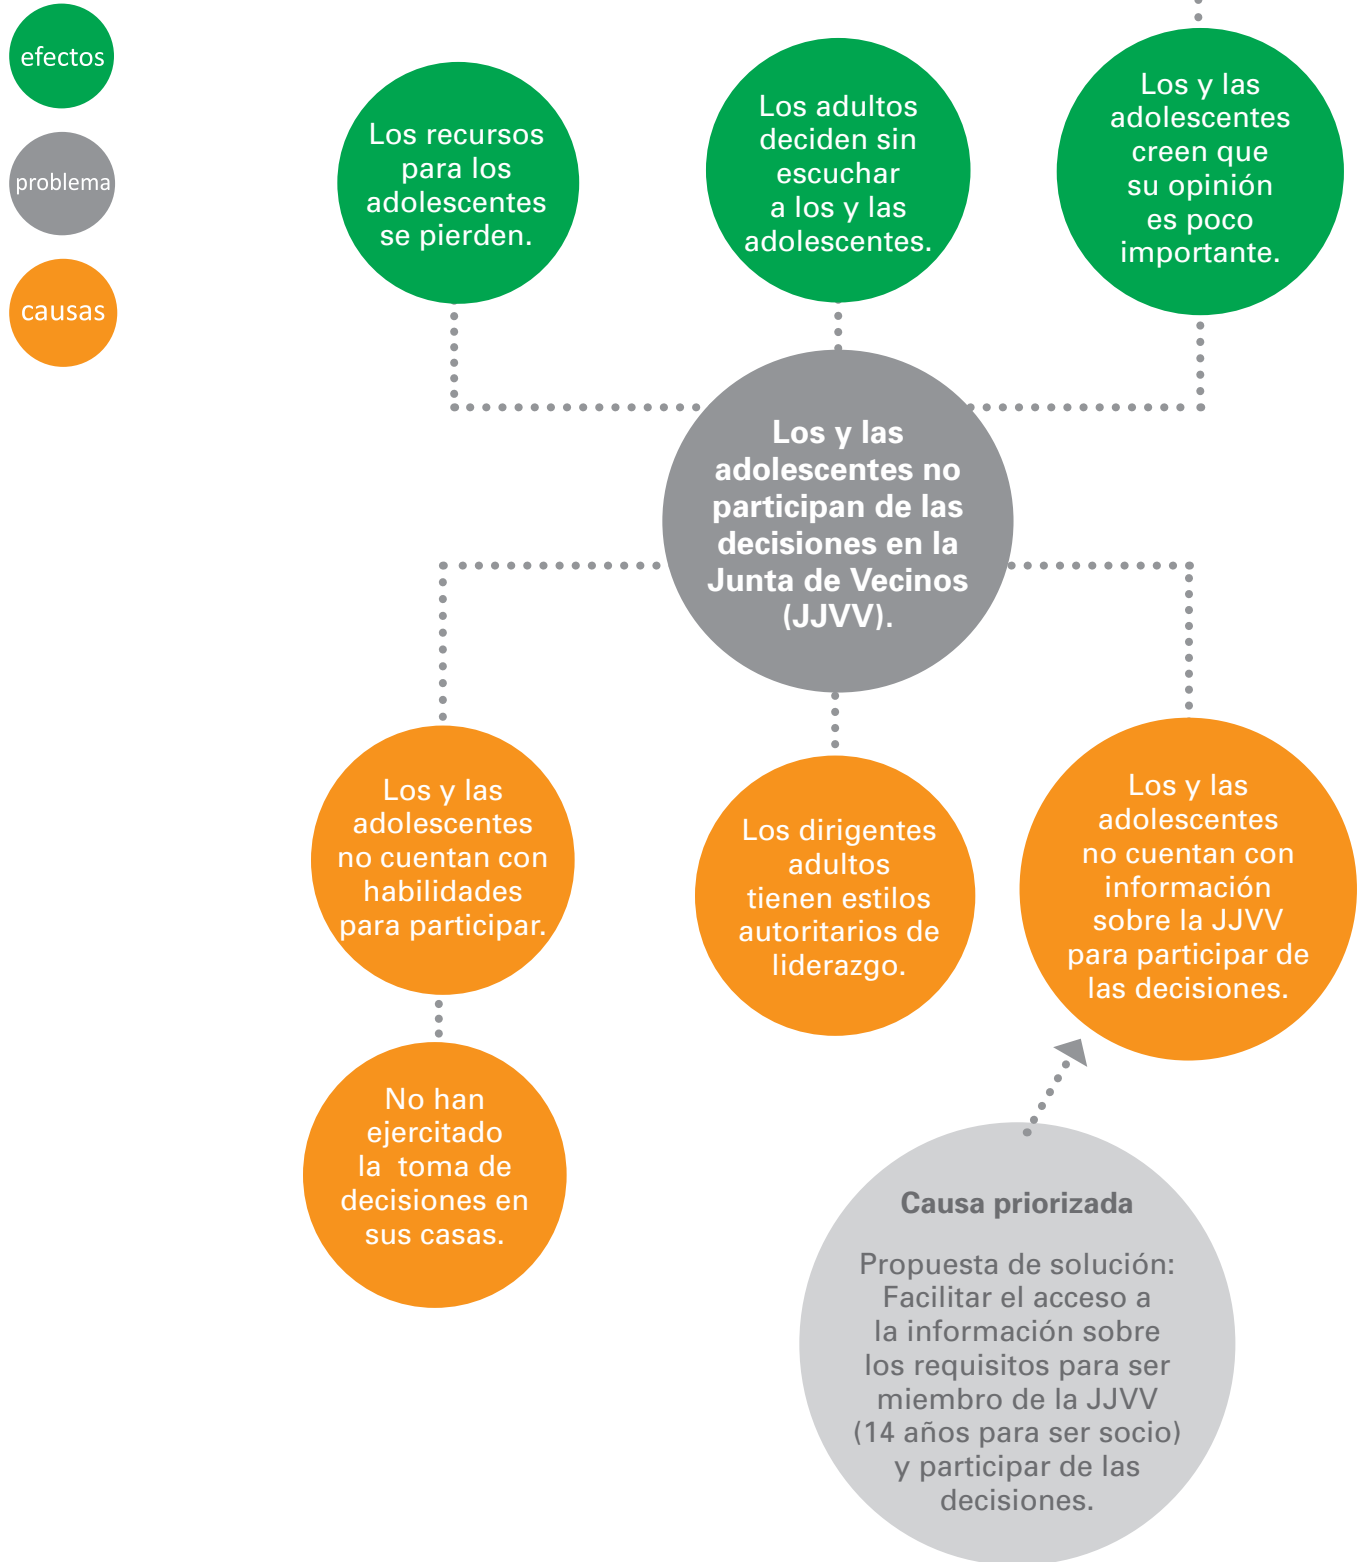 efectos
problema
causas
Los recursos
para los
adolescentes
se pierden.
Los adultos
deciden sin
escuchar
a los y las
adolescentes.
Los y las
adolescentes
creen que
su opinión
es poco
importante.
Los y las
adolescentes no
participan de las
decisiones en la
Junta de Vecinos
(JJVV).
Los y las
adolescentes
no cuentan con
habilidades
para participar.
Los dirigentes
adultos
tienen estilos
autoritarios de
liderazgo.
Los y las
adolescentes
no cuentan con
información
sobre la JJVV
para participar de
las decisiones.
No han
ejercitado
la toma de
decisiones en
sus casas.
Causa priorizada
Propuesta de solución:
Facilitar el acceso a
la información sobre
los requisitos para ser
miembro de la JJVV
(14 años para ser socio)
y participar de las
decisiones.